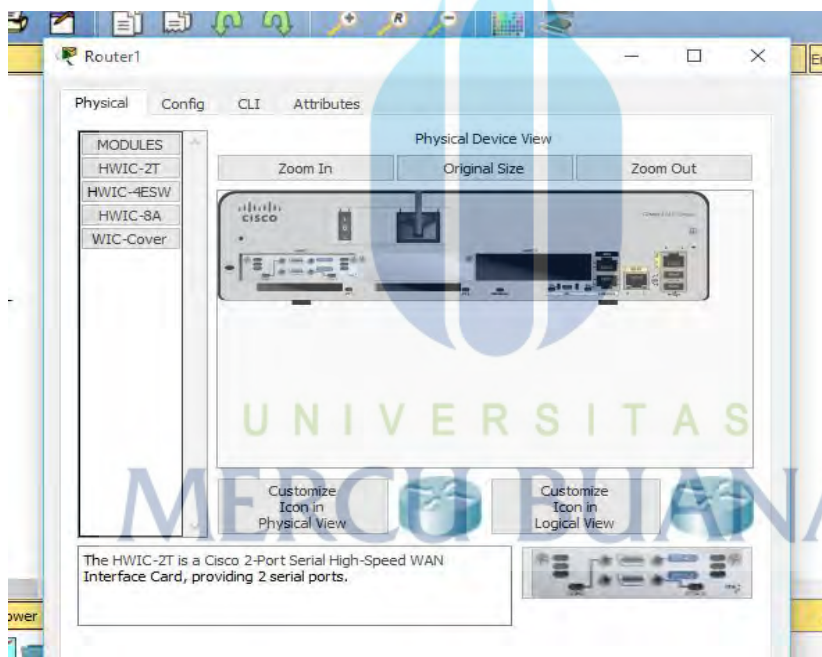 Router1
Physical Config CLI Attributes
MODULES
HWIC-2T
HWIC-4ESW
HWIC-8A
WIC-Cover
Physical Device View
Zoom In Original Size Zoom Out
CISCO
UNIVERSITAS
MERCU BUANA
Customize
Icon in
Physical View
Customize
Icon in
Logical View
The HWIC-2T is a Cisco 2-Port Serial High-Speed WAN
Interface Card, providing 2 serial ports.
ower